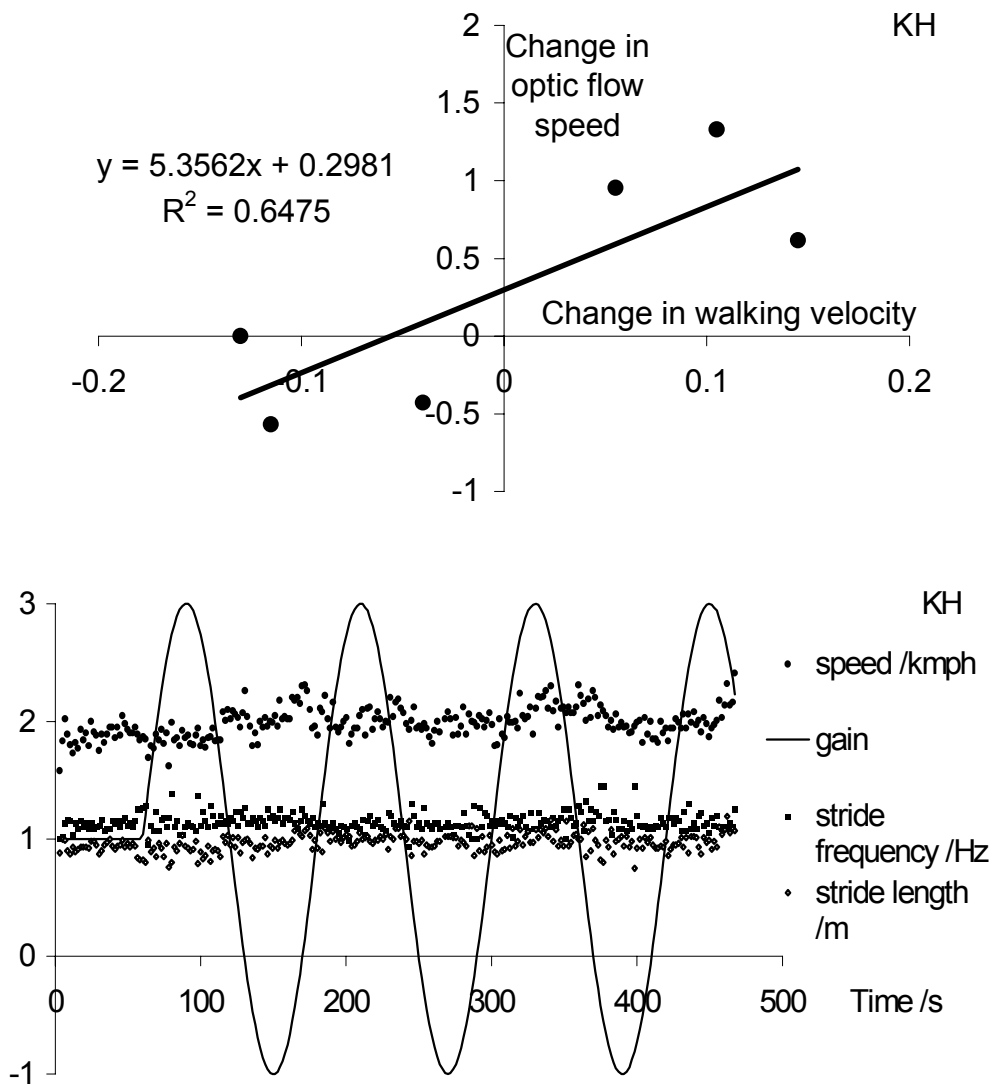 2
KH
Change in
optic flow
speed
1.5
y = 5.3562x + 0.2981
R² = 0.6475
1
0.5
Change in walking velocity
0
-0.2
-0.1
0
0.1
0.2
-0.5
-1
3
KH
speed /kmph
2
gain
stride
frequency /Hz
1
stride length
/m
0
0
100
200
300
400
500
Time /s
-1